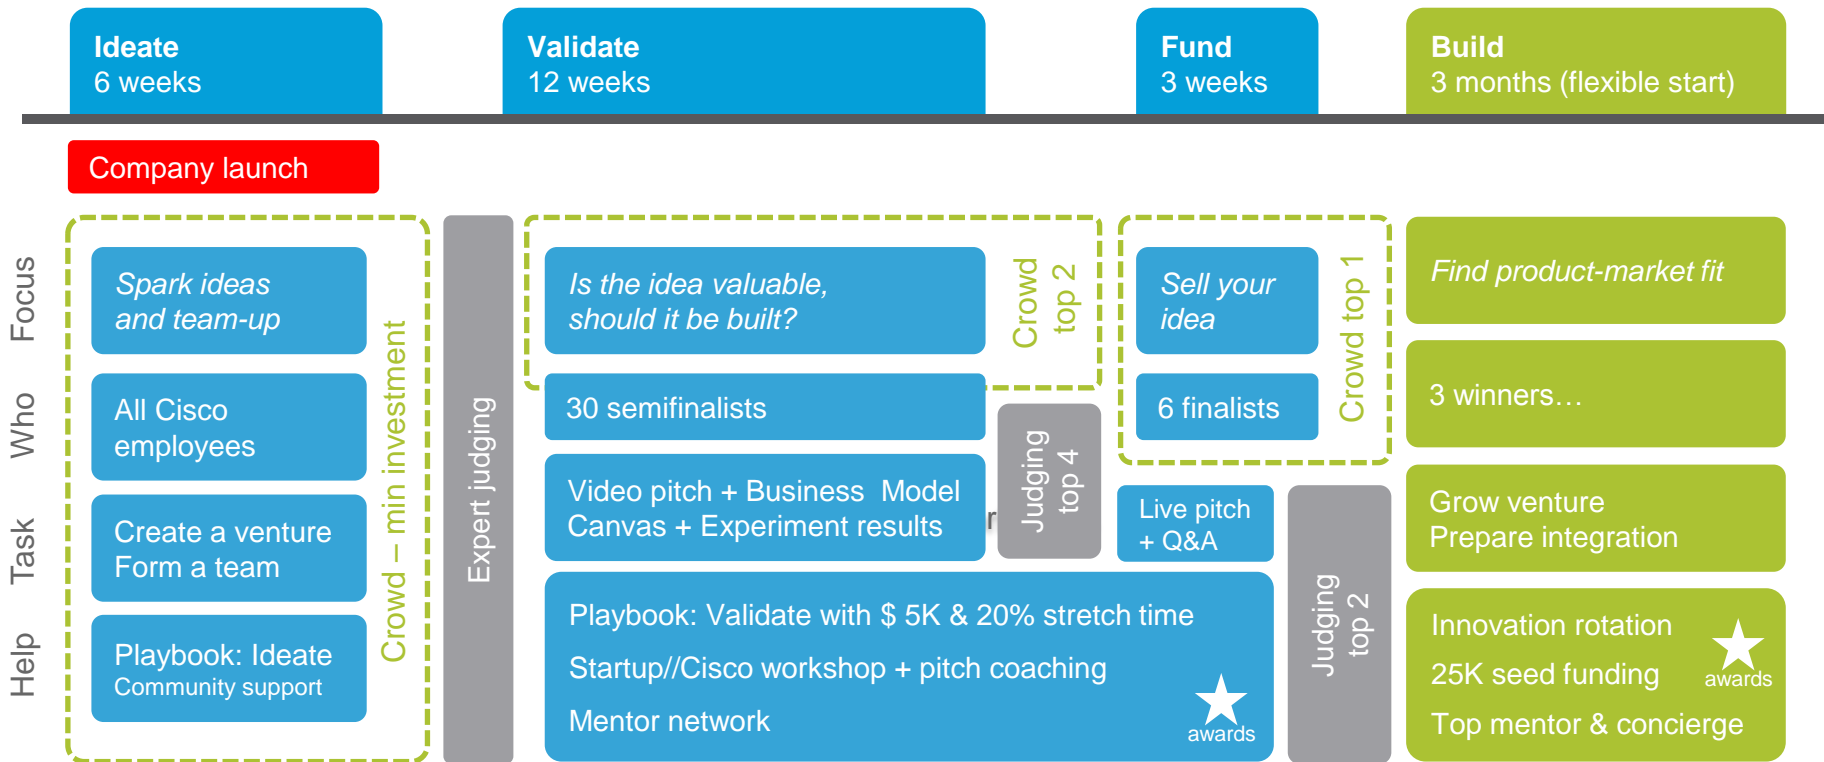 Ideate
6 weeks
Validate
12 weeks
Fund
3 weeks
Build
3 months (flexible start)
Company launch
Focus
Spark ideas
and team-up
Is the idea valuable,
should it be built?
Crowd
top 2
Sell your
idea
Crowd top 1
Find product-market fit
Who
All Cisco
employees
Crowd – min investment
Expert judging
30 semifinalists
Judging
top 4
6 finalists
3 winners…
Task
Create a venture
Form a team
Video pitch + Business  Model
Canvas + Experiment results
r
Live pitch
+ Q&A
Judging
top 2
Grow venture
Prepare integration
Help
Playbook: Ideate
Community support
Playbook: Validate with $ 5K & 20% stretch time
Startup//Cisco workshop + pitch coaching
Mentor network
awards
Innovation rotation
25K seed funding
Top mentor & concierge
awards